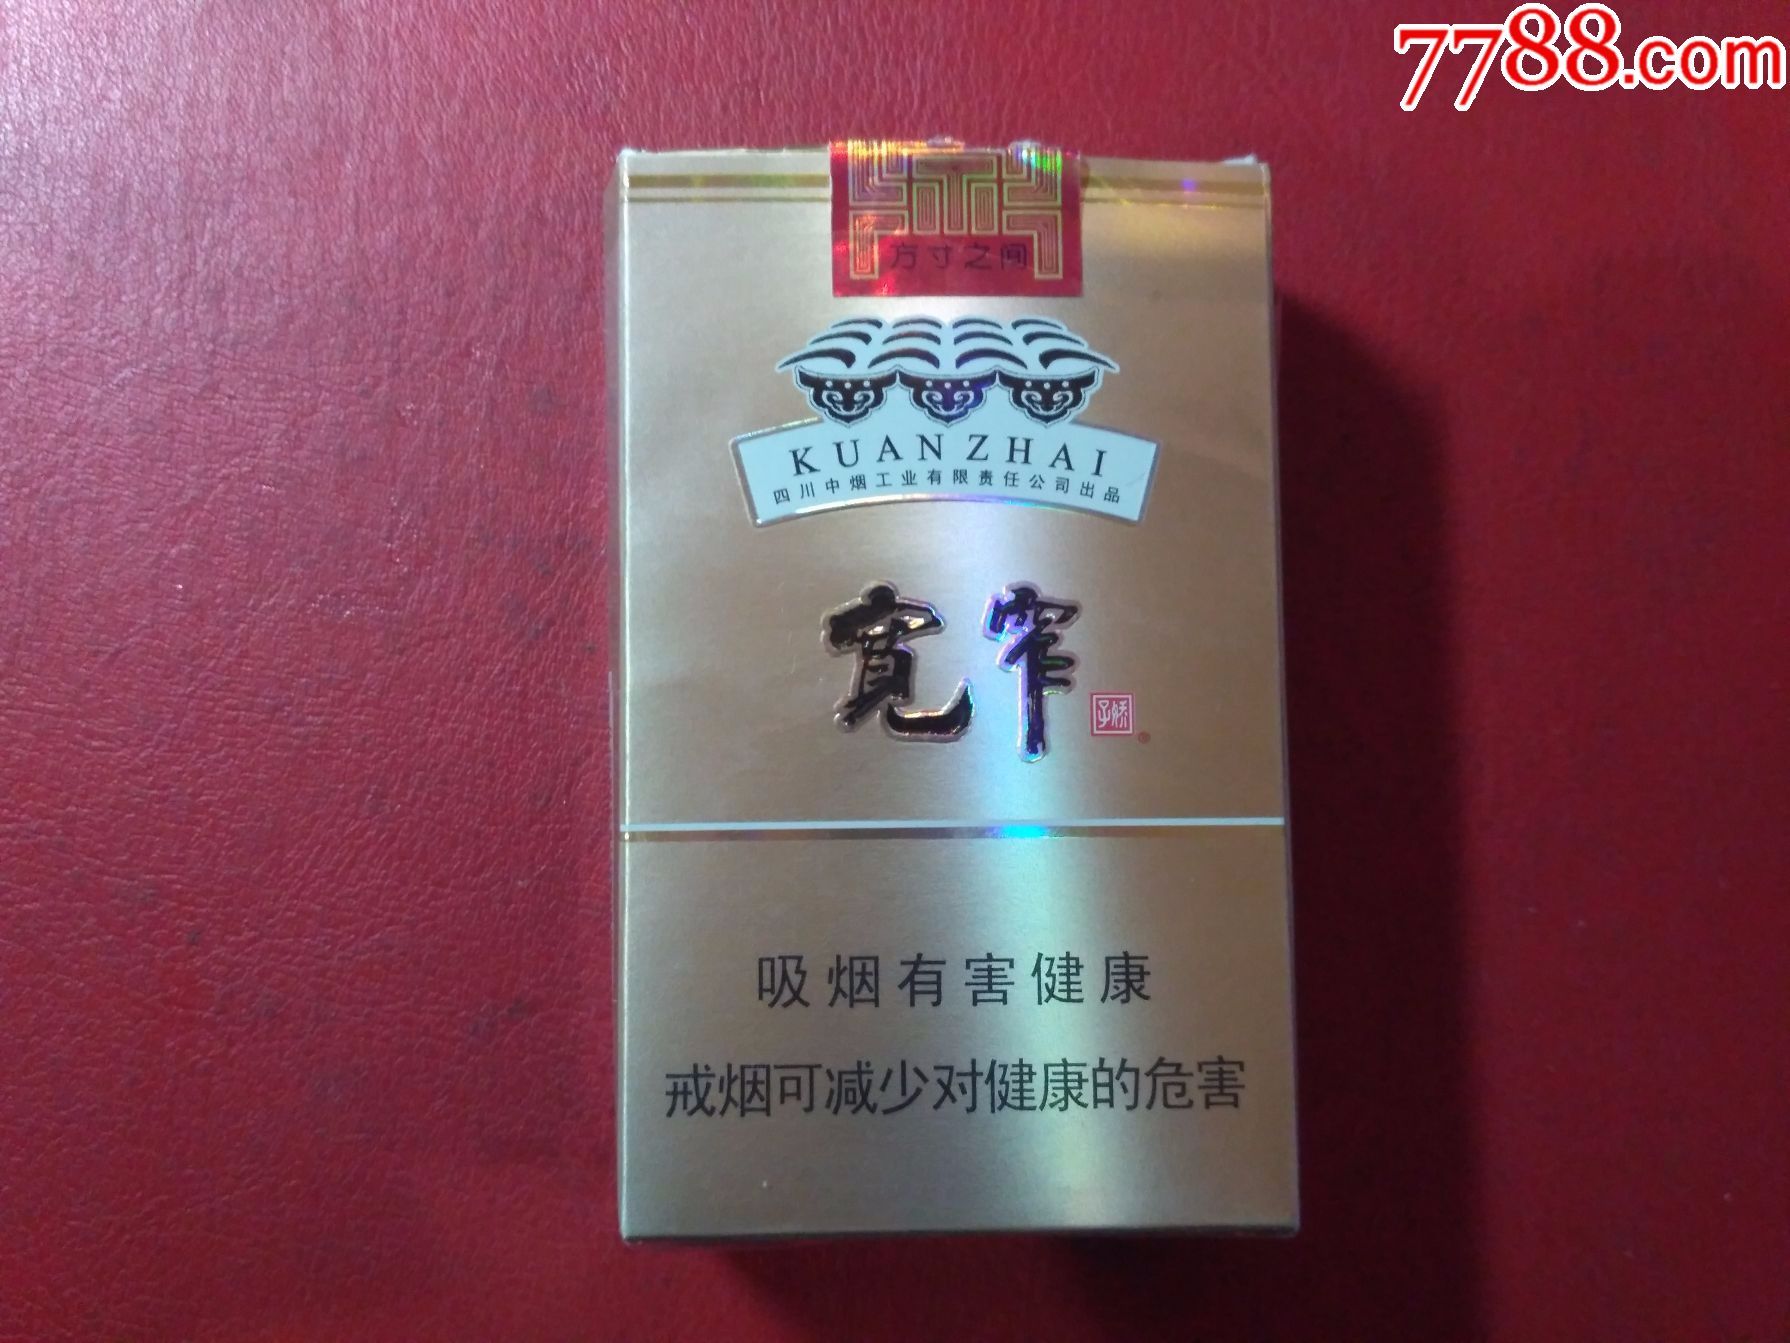 7788.com
方寸之间
KUANZHAI
四川中烟工业有限责任公司出品
宽窄
吸烟有害健康
戒烟可减少对健康的危害